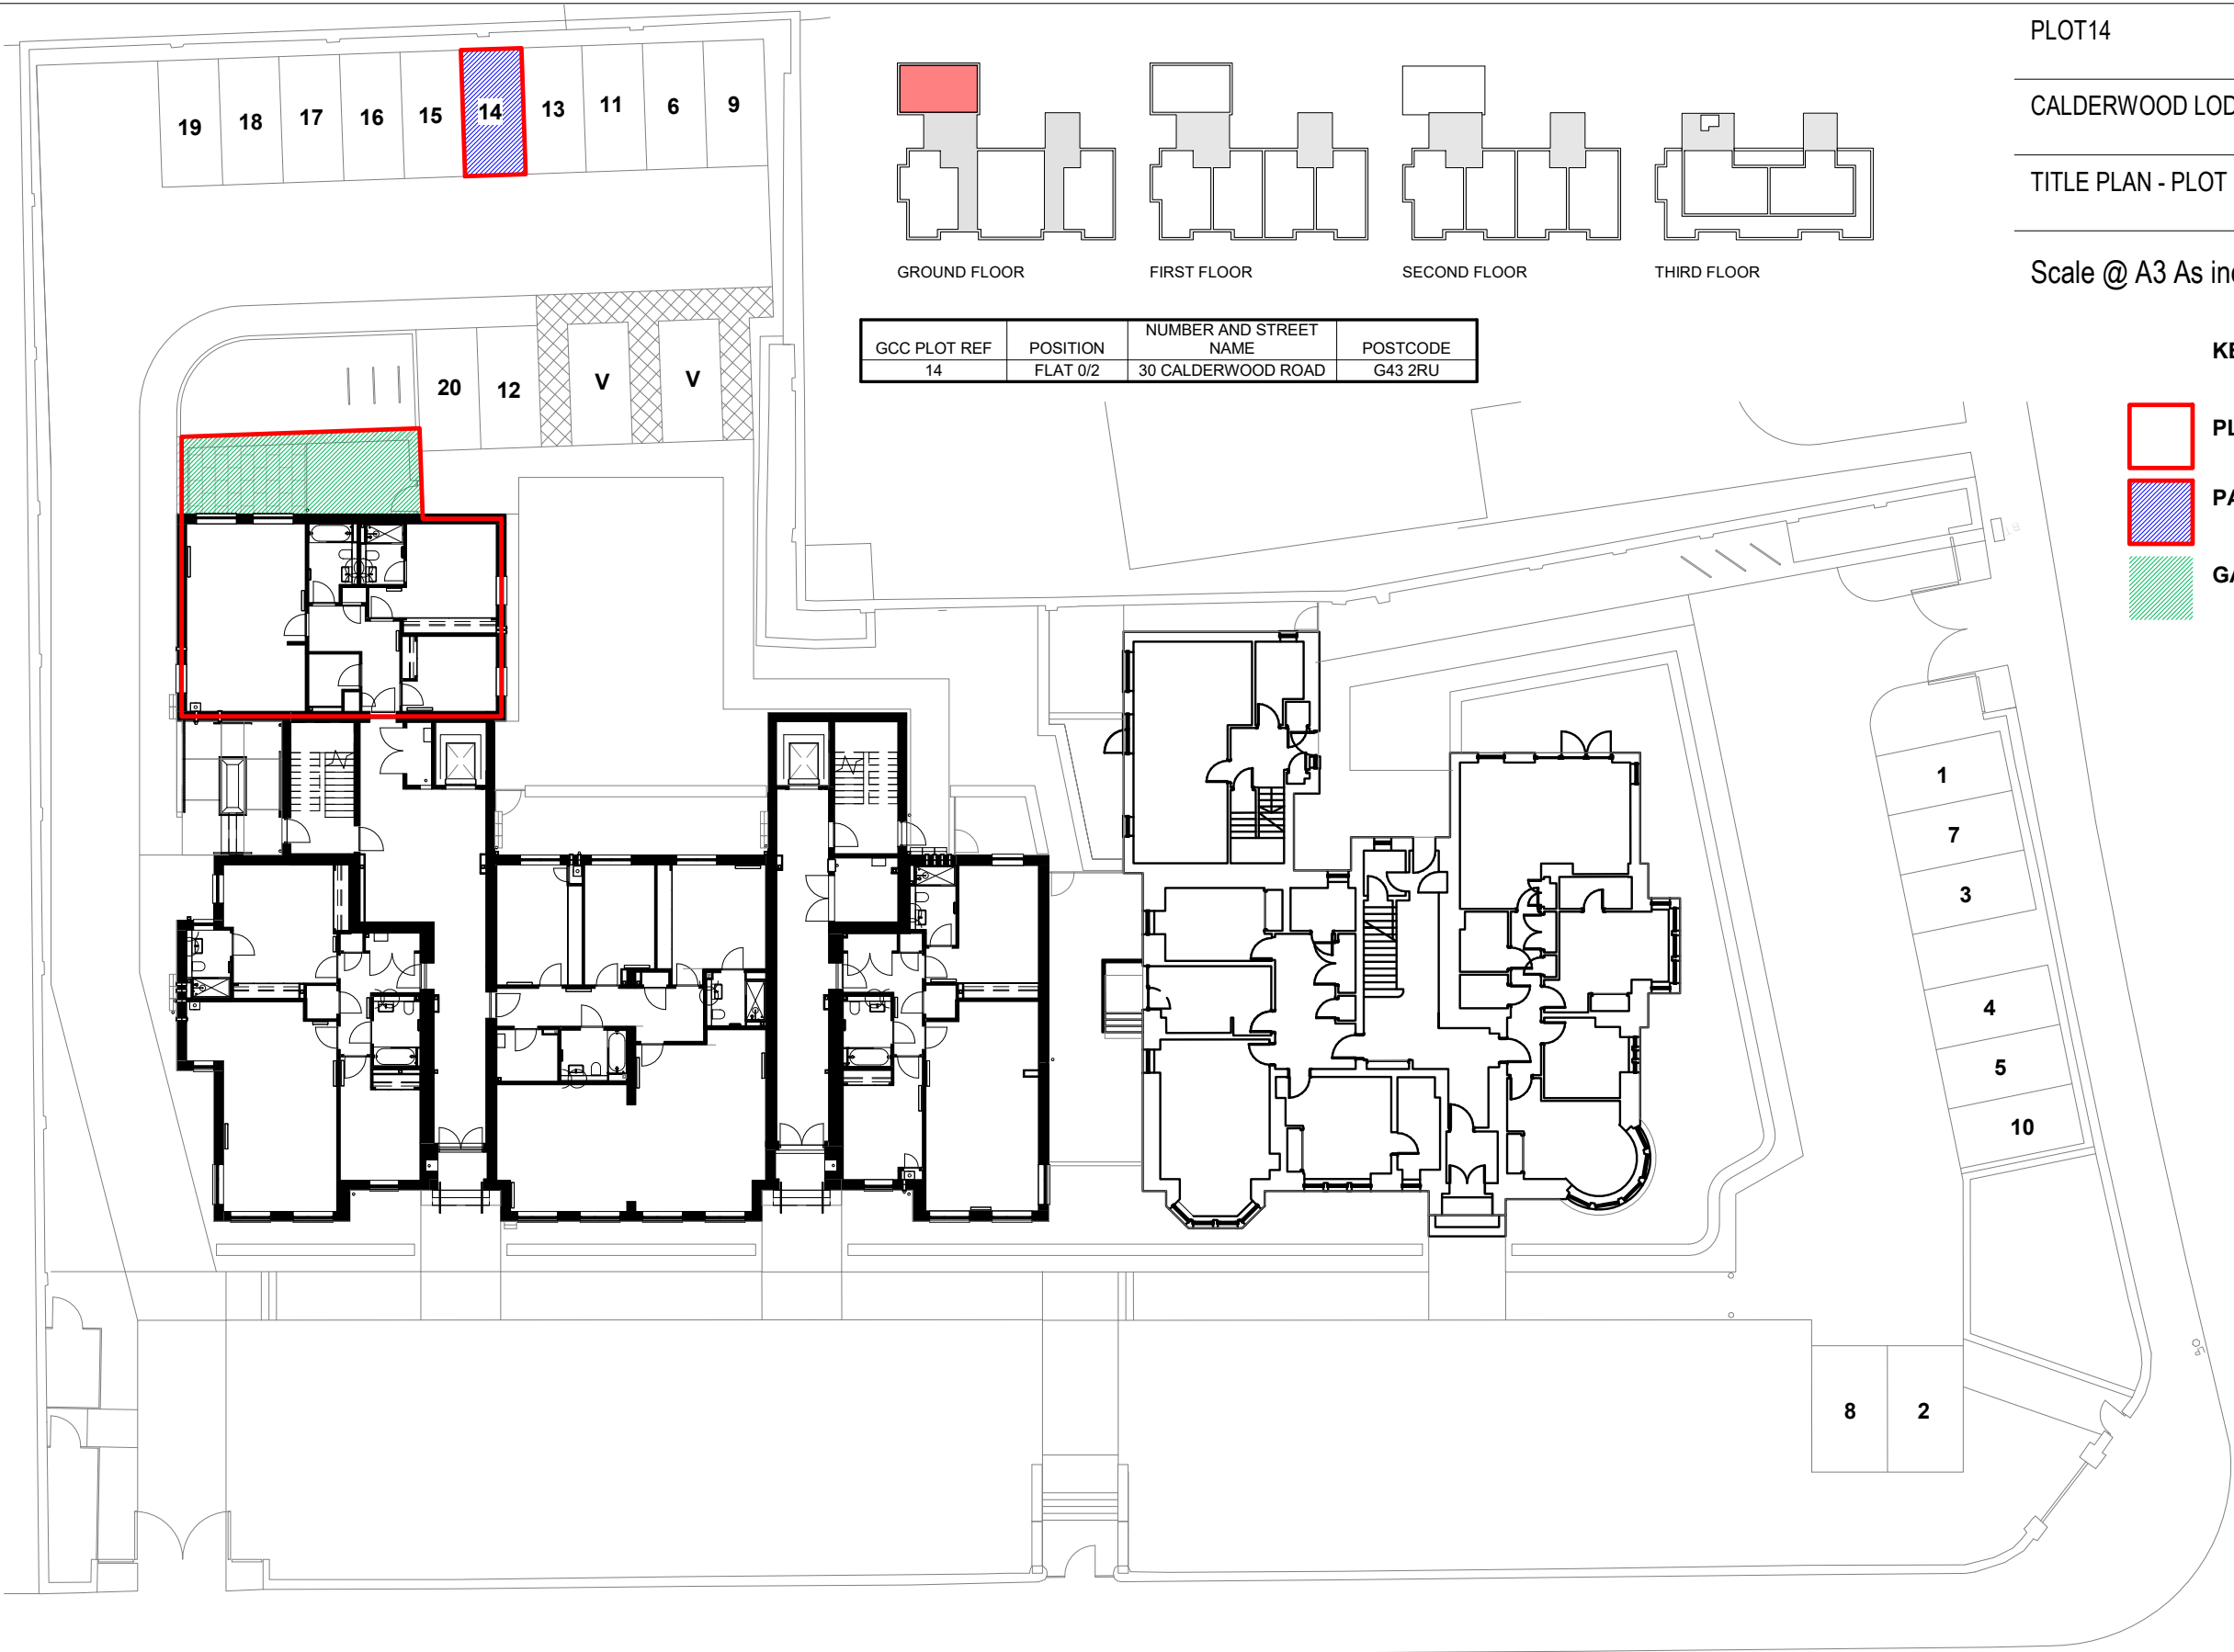 PLOT14
CALDERWOOD LOD
TITLE PLAN - PLOT
Scale @ A3 As in
GROUND FLOOR
FIRST FLOOR
SECOND FLOOR
THIRD FLOOR
GCC PLOT REF
POSITION
NUMBER AND STREET
NAME
POSTCODE
14
FLAT 0/2
30 CALDERWOOD ROAD
G43 2RU
KE
PL
PA
GA
19
18
17
16
15
14
13
11
6
9
20
12
V
V
1
7
3
4
5
10
8
2